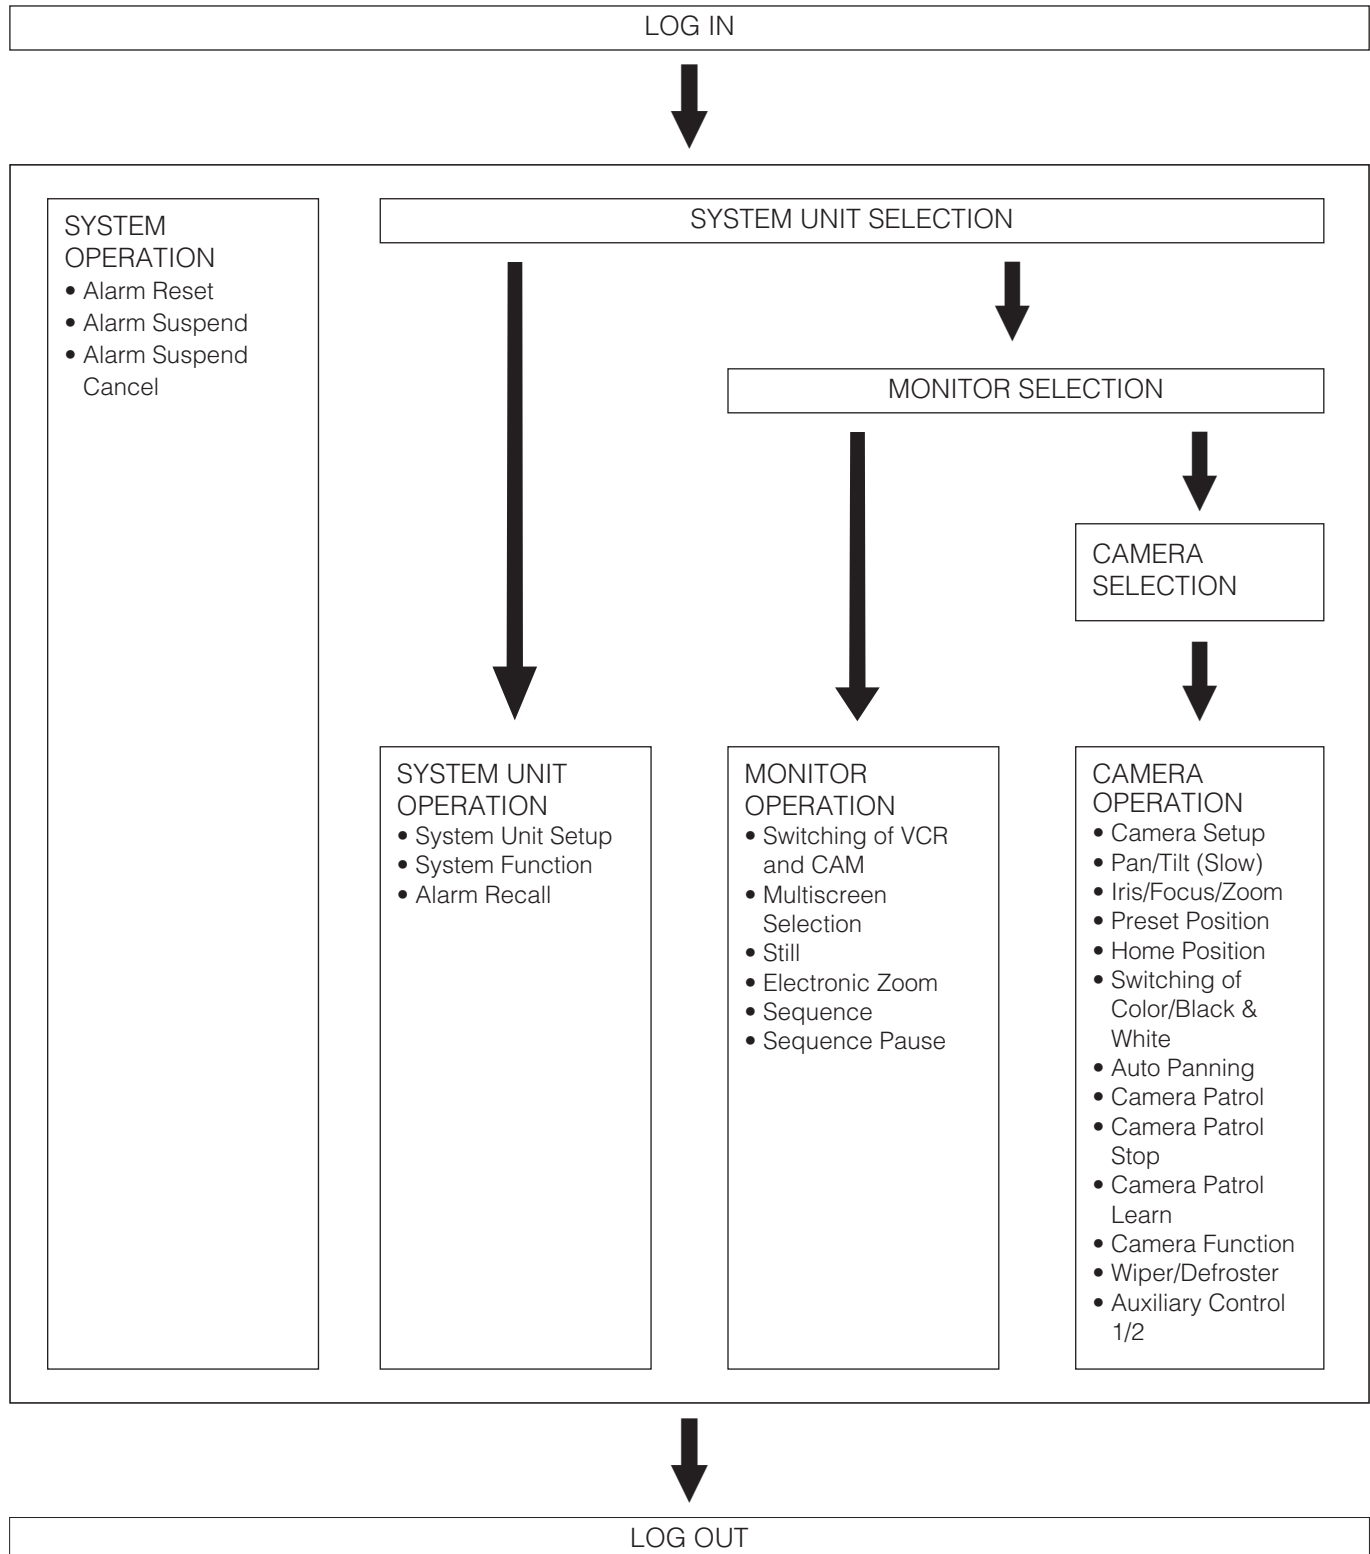 LOG IN
SYSTEM
OPERATION
• Alarm Reset
• Alarm Suspend
• Alarm Suspend
Cancel
SYSTEM UNIT SELECTION
MONITOR SELECTION
CAMERA
SELECTION
SYSTEM UNIT
OPERATION
• System Unit Setup
• System Function
• Alarm Recall
MONITOR
OPERATION
• Switching of VCR
and CAM
• Multiscreen
Selection
• Still
• Electronic Zoom
• Sequence
• Sequence Pause
CAMERA
OPERATION
• Camera Setup
• Pan/Tilt (Slow)
• Iris/Focus/Zoom
• Preset Position
• Home Position
• Switching of
Color/Black &
White
• Auto Panning
• Camera Patrol
• Camera Patrol
Stop
• Camera Patrol
Learn
• Camera Function
• Wiper/Defroster
• Auxiliary Control
1/2
LOG OUT